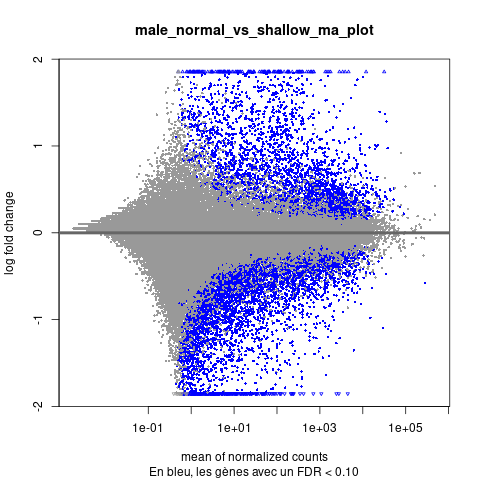 male_normal_vs_shallow_ma_plot
2
1
0
-1
-2
log fold change
1e-01
1e+01
1e+03
1e+05
mean of normalized counts
En bleu, les gènes avec un FDR < 0.10